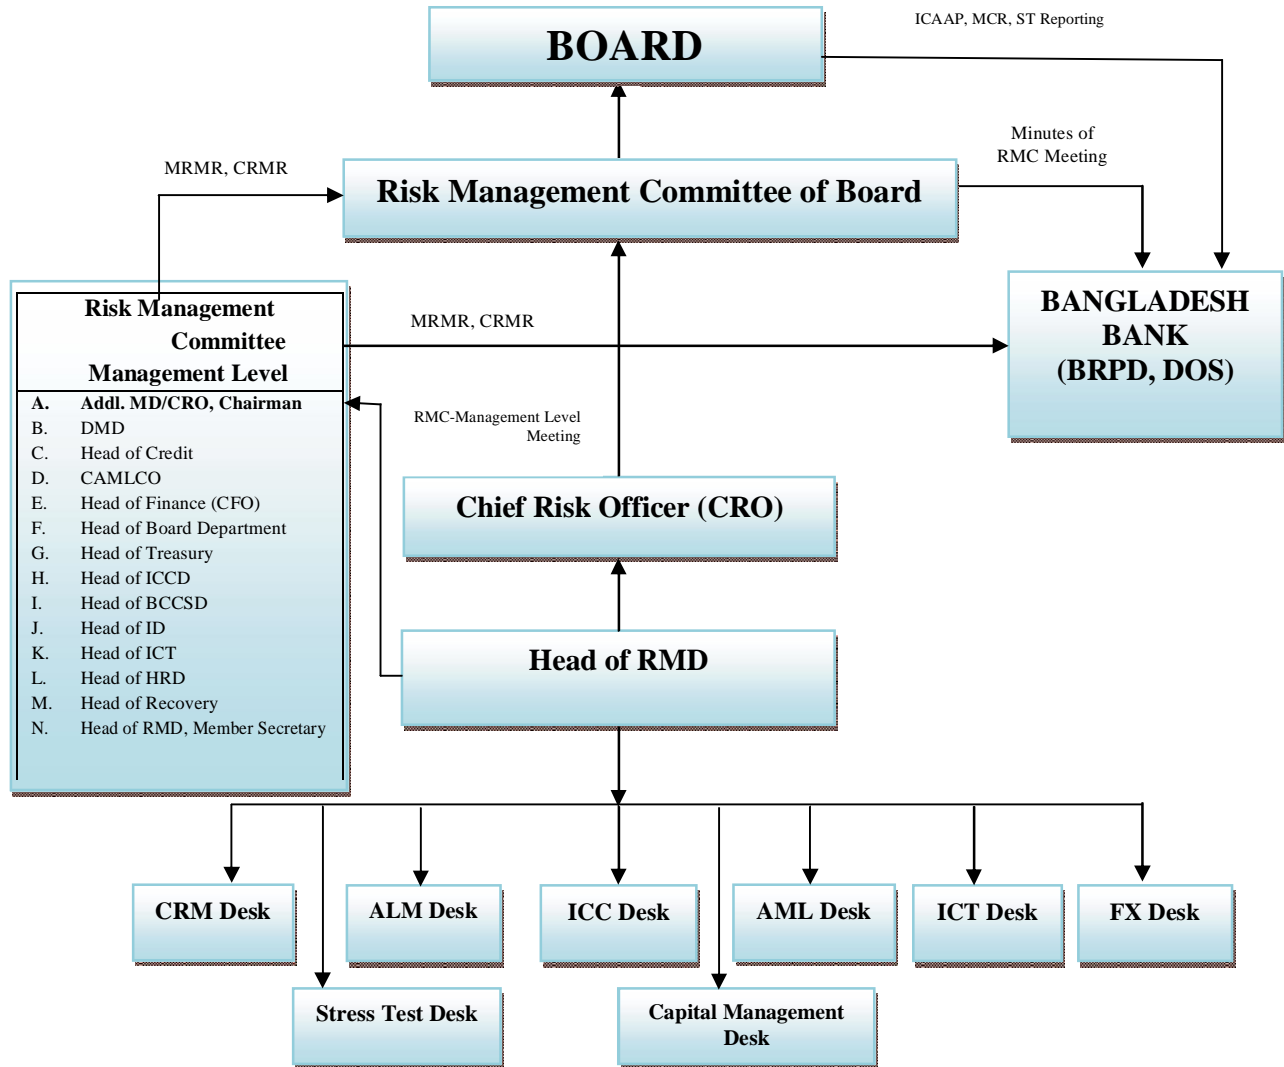 ICAAP, MCR, ST Reporting
BOARD
Minutes of
RMC Meeting
MRMR, CRMR
Risk Management Committee of Board
Risk Management
Committee
Management Level
A. Addl. MD/CRO, Chairman
B. DMD
C. Head of Credit
D. CAMLCO
E. Head of Finance (CFO)
F. Head of Board Department
G. Head of Treasury
H. Head of ICCD
I. Head of BCCSD
J. Head of ID
K. Head of ICT
L. Head of HRD
M. Head of Recovery
N. Head of RMD, Member Secretary
MRMR, CRMR
BANGLADESH
BANK
(BRPD, DOS)
RMC-Management Level
Meeting
Chief Risk Officer (CRO)
Head of RMD
CRM Desk
ALM Desk
ICC Desk
AML Desk
ICT Desk
FX Desk
Stress Test Desk
Capital Management
Desk